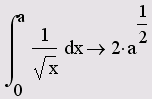 ∫₀ᵃ 1/√x dx → 2·a^(1/2)